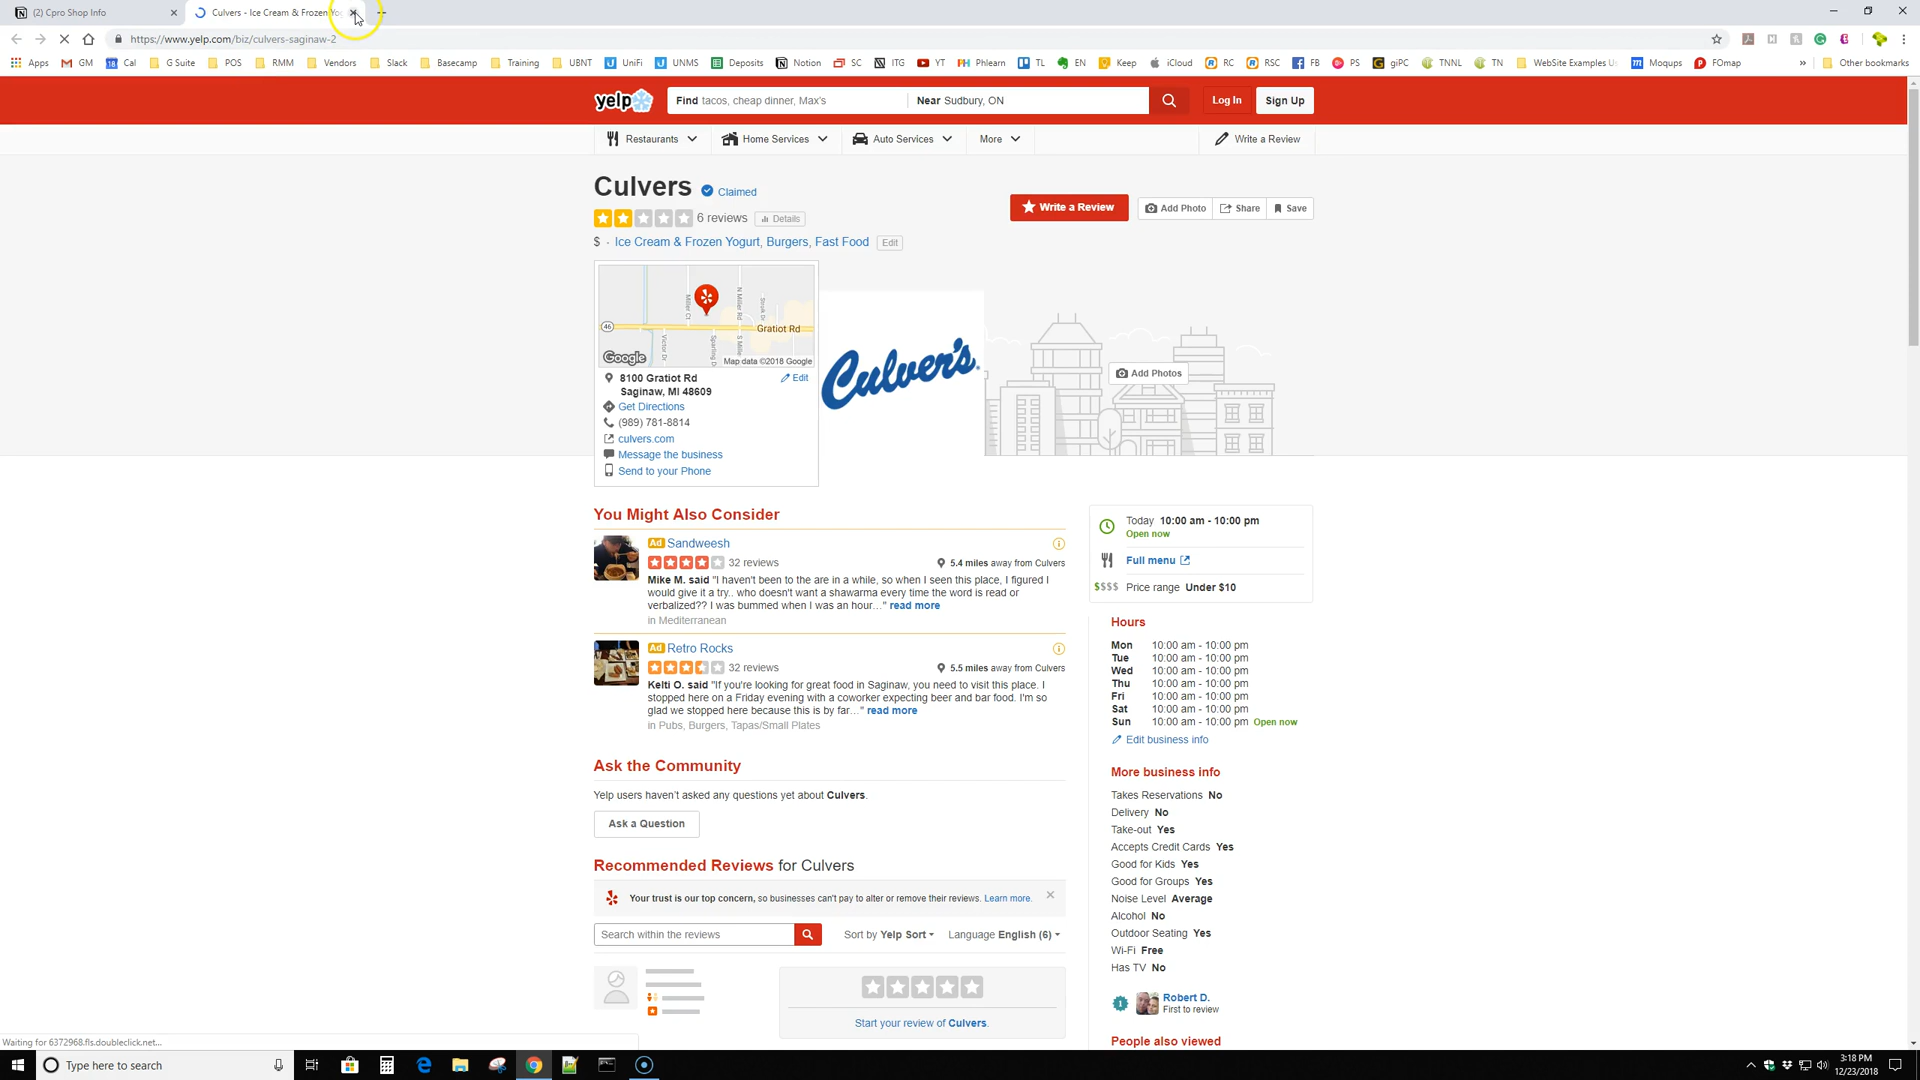 (2) Cpro Shop Info
Culvers - Ice Cream & Frozen Yog
https://www.yelp.com/biz/culvers-saginaw-2
Apps GM Cal G Suite POS RMM Vendors Slack Basecamp Training UBNT UniFi UNMS Deposits Notion SC ITG YT Phlearn TL EN Keep iCloud RC RSC FB PS giPC TNNL TN WebSite Examples Us Moqups FOmap » Other bookmarks
yelp
Find tacos, cheap dinner, Max's
Near Sudbury, ON
Log In
Sign Up
Restaurants
Home Services
Auto Services
More
Write a Review
Culvers
Claimed
6 reviews
Details
$ · Ice Cream & Frozen Yogurt, Burgers, Fast Food
Edit
Write a Review
Add Photo
Share
Save
46
Miller Ct
N Miller Rd
S Mille
Victor Dr
Gratiot Rd
Google
Map data ©2018 Google
8100 Gratiot Rd
Saginaw, MI 48609
Edit
Get Directions
(989) 781-8814
culvers.com
Message the business
Send to your Phone
Culver's
Add Photos
You Might Also Consider
Ad Sandweesh
32 reviews
5.4 miles away from Culvers
Mike M. said "I haven't been to the are in a while, so when I seen this place, I figured I
would give it a try.. who doesn't want a shawarma every time the word is read or
verbalized?? I was bummed when I was an hour…" read more
in Mediterranean
Ad Retro Rocks
32 reviews
5.5 miles away from Culvers
Kelti O. said "If you're looking for great food in Saginaw, you need to visit this place. I
stopped here on a Friday evening with a coworker expecting beer and bar food. I'm so
glad we stopped here because this is by far…" read more
in Pubs, Burgers, Tapas/Small Plates
Ask the Community
Yelp users haven't asked any questions yet about Culvers.
Ask a Question
Recommended Reviews for Culvers
Your trust is our top concern, so businesses can't pay to alter or remove their reviews. Learn more.
Search within the reviews
Sort by Yelp Sort
Language English (6)
Start your review of Culvers.
Today 10:00 am - 10:00 pm
Open now
Full menu
$$$$ Price range Under $10
Hours
Mon 10:00 am - 10:00 pm
Tue 10:00 am - 10:00 pm
Wed 10:00 am - 10:00 pm
Thu 10:00 am - 10:00 pm
Fri 10:00 am - 10:00 pm
Sat 10:00 am - 10:00 pm
Sun 10:00 am - 10:00 pm Open now
Edit business info
More business info
Takes Reservations No
Delivery No
Take-out Yes
Accepts Credit Cards Yes
Good for Kids Yes
Good for Groups Yes
Noise Level Average
Alcohol No
Outdoor Seating Yes
Wi-Fi Free
Has TV No
1
Robert D.
First to review
People also viewed
Waiting for 6372968.fls.doubleclick.net...
Type here to search
3:18 PM
12/23/2018